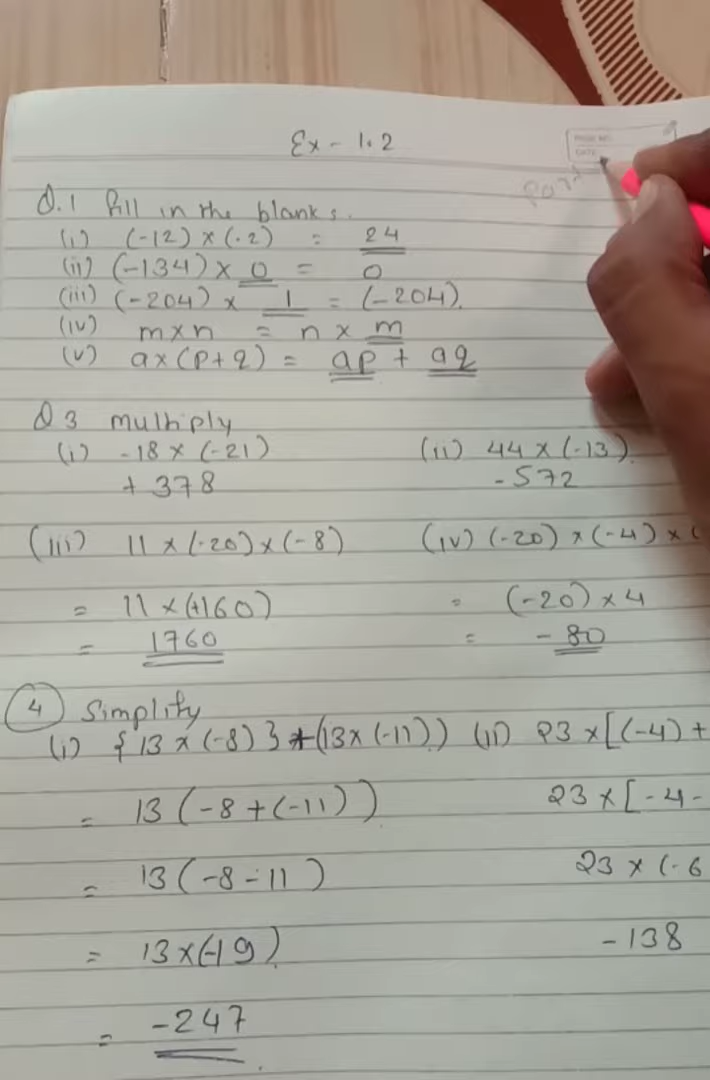 Ex - 1.2
PAGE NO.
DATE
Q.1 fill in the blanks.
(i) (-12) × (-2) = 24
(ii) (-134) × 0 = 0
(iii) (-204) × 1 = (-204).
(iv) m×n = n × m
(v) a×(p+q) = ap + aq
Q 3 multiply
(i) -18 × (-21) (ii) 44 × (-13)
+ 378 - 572
(iii) 11 × (-20) × (-8) (iv) (-20) × (-4) × (
= 11 × (+160) = (-20) × 4
= 1760 = - 80
4 Simplify
(i) {13 × (-8)} + (13× (-11)) (ii) 23 ×[(-4) +
= 13 (-8 + (-11)) 23 × [-4 -
= 13 (-8 - 11) 23 × (-6
= 13 × (-19) - 138
= -247